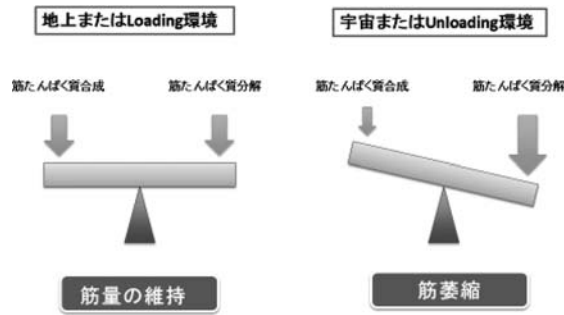 地上またはLoading環境
宇宙またはUnloading環境
筋たんぱく質合成
筋たんぱく質分解
筋たんぱく質合成
筋たんぱく質分解
筋量の維持
筋萎縮